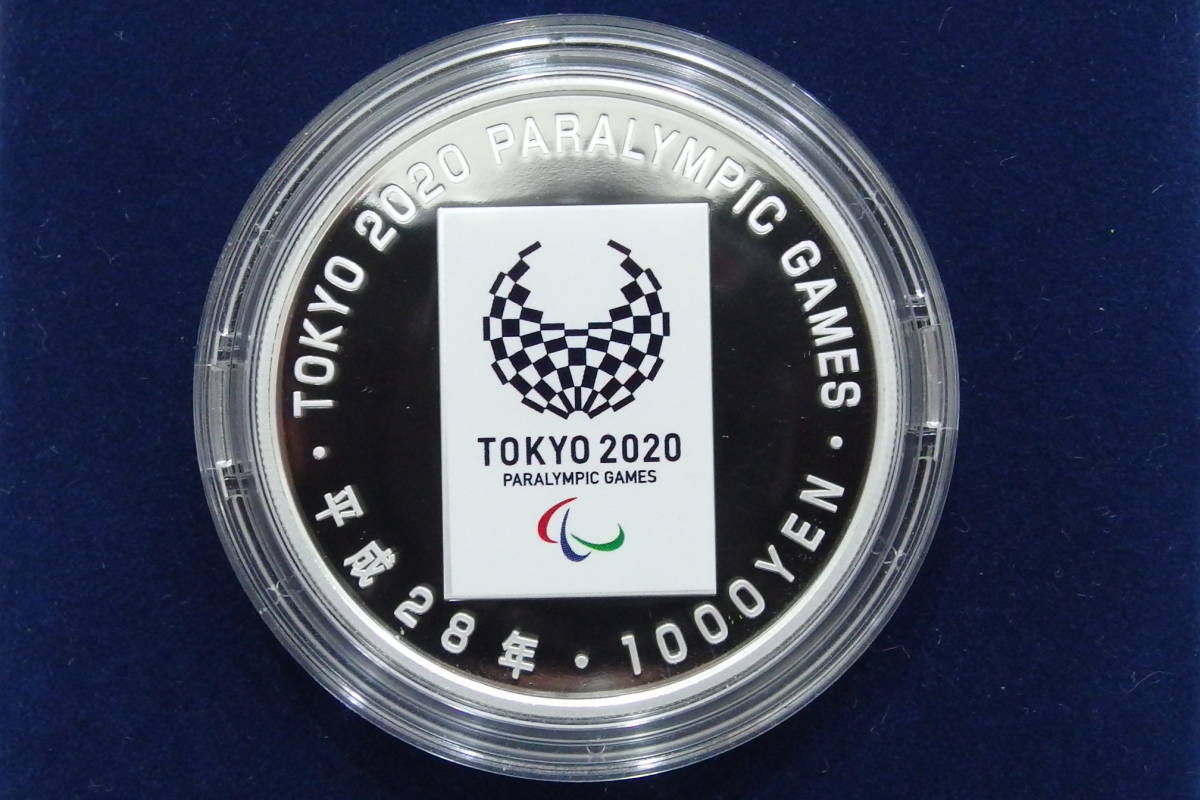 TOKYO 2020 PARALYMPIC GAMES
TOKYO 2020
PARALYMPIC GAMES
平成28年・1000YEN